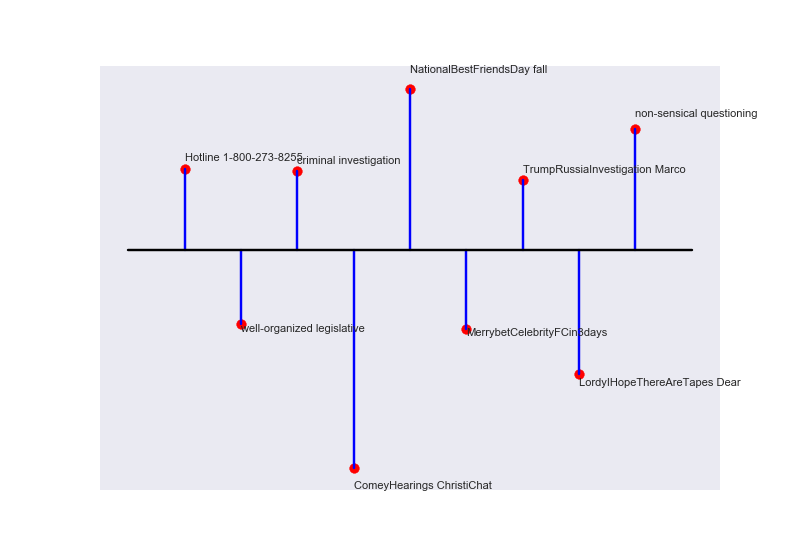 NationalBestFriendsDay fall
non-sensical questioning
Hotline 1-800-273-8255
criminal investigation
TrumpRussiaInvestigation Marco
well-organized legislative
MerrybetCelebrityFCin3days
LordyIHopeThereAreTapes Dear
ComeyHearings ChristiChat